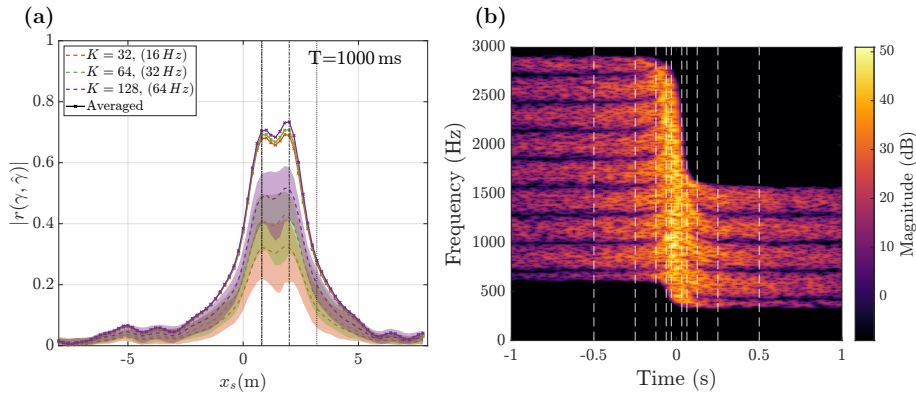 (a)
1
0.8
0.6
0.4
0.2
0
|r(γ, γ̂)|
K = 32, (16 Hz)
K = 64, (32 Hz)
K = 128, (64 Hz)
Averaged
T=1000 ms
-5 0 5
x_s(m)
(b)
3000
2500
2000
1500
1000
500
0
Frequency (Hz)
-1 -0.5 0 0.5 1
Time (s)
50
40
30
20
10
0
Magnitude (dB)